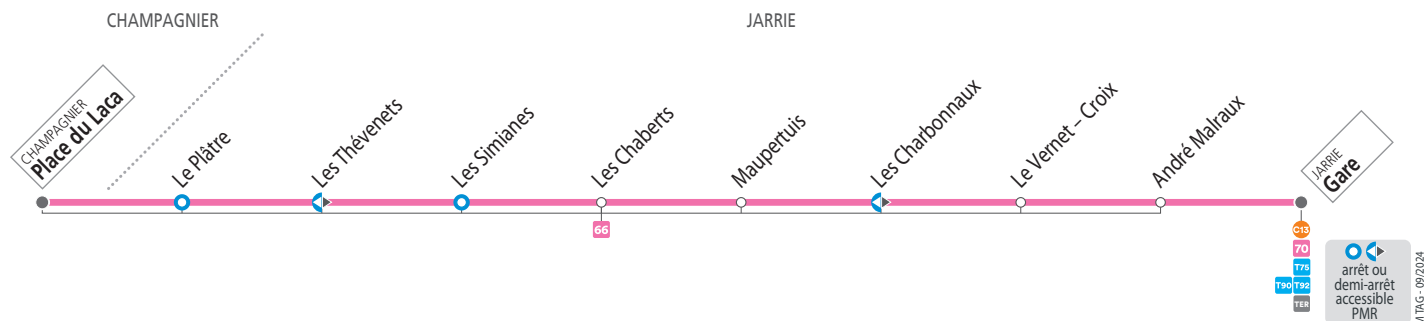 CHAMPAGNIER
JARRIE
CHAMPAGNIER
Place du Laca
Le Plâtre
Les Thévenets
Les Simianes
Les Chaberts
Maupertuis
Les Charbonnaux
Le Vernet – Croix
André Malraux
JARRIE
Gare
66
C13
70
T75
T90 T92
TER
arrêt ou
demi-arrêt
accessible
PMR
TAG - 09/2024